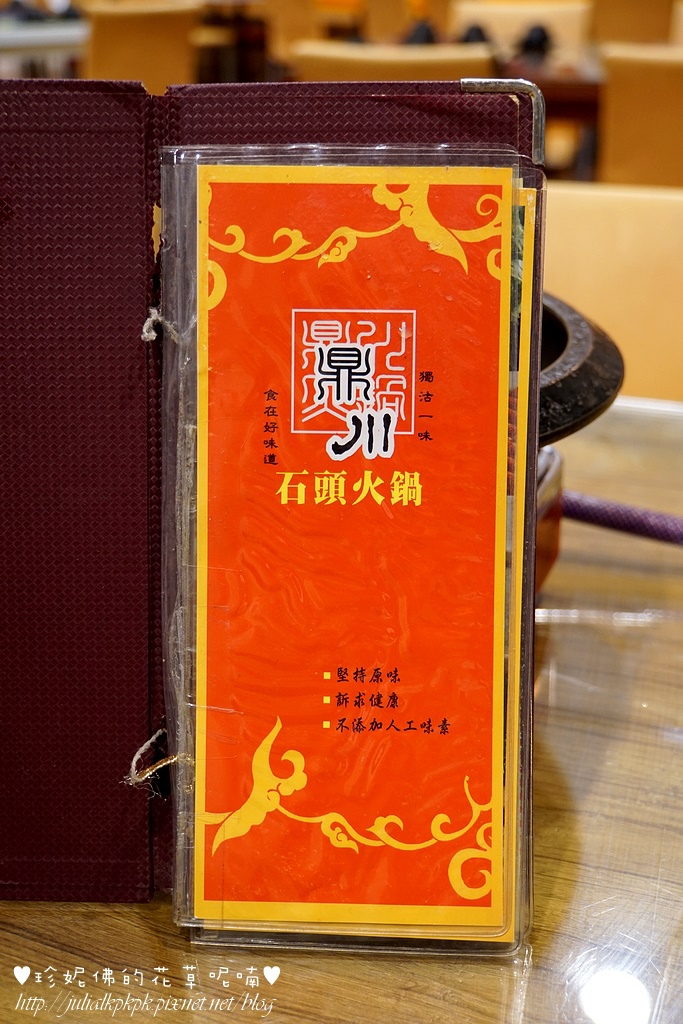 獨沽一味
鼎川
食在好味道
石頭火鍋
堅持原味
訴求健康
不添加人工味素
♥珍妮佛的花草呢喃♥
http://julialkpkpk.pixnet.net/blog